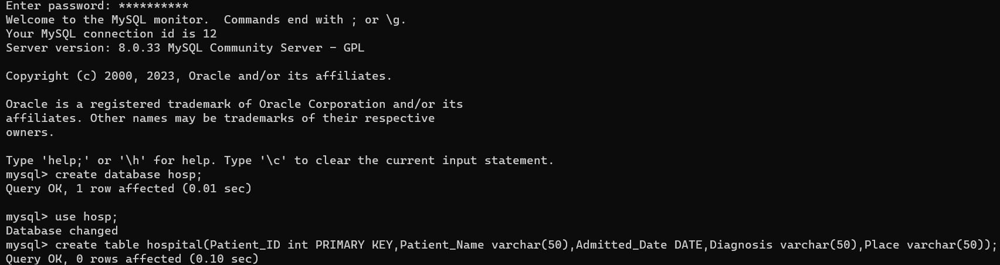 Enter password: **********
Welcome to the MySQL monitor.  Commands end with ; or \g.
Your MySQL connection id is 12
Server version: 8.0.33 MySQL Community Server - GPL
Copyright (c) 2000, 2023, Oracle and/or its affiliates.
Oracle is a registered trademark of Oracle Corporation and/or its
affiliates. Other names may be trademarks of their respective
owners.
Type 'help;' or '\h' for help. Type '\c' to clear the current input statement.
mysql> create database hosp;
Query OK, 1 row affected (0.01 sec)
mysql> use hosp;
Database changed
mysql> create table hospital(Patient_ID int PRIMARY KEY,Patient_Name varchar(50),Admitted_Date DATE,Diagnosis varchar(50),Place varchar(50));
Query OK, 0 rows affected (0.10 sec)